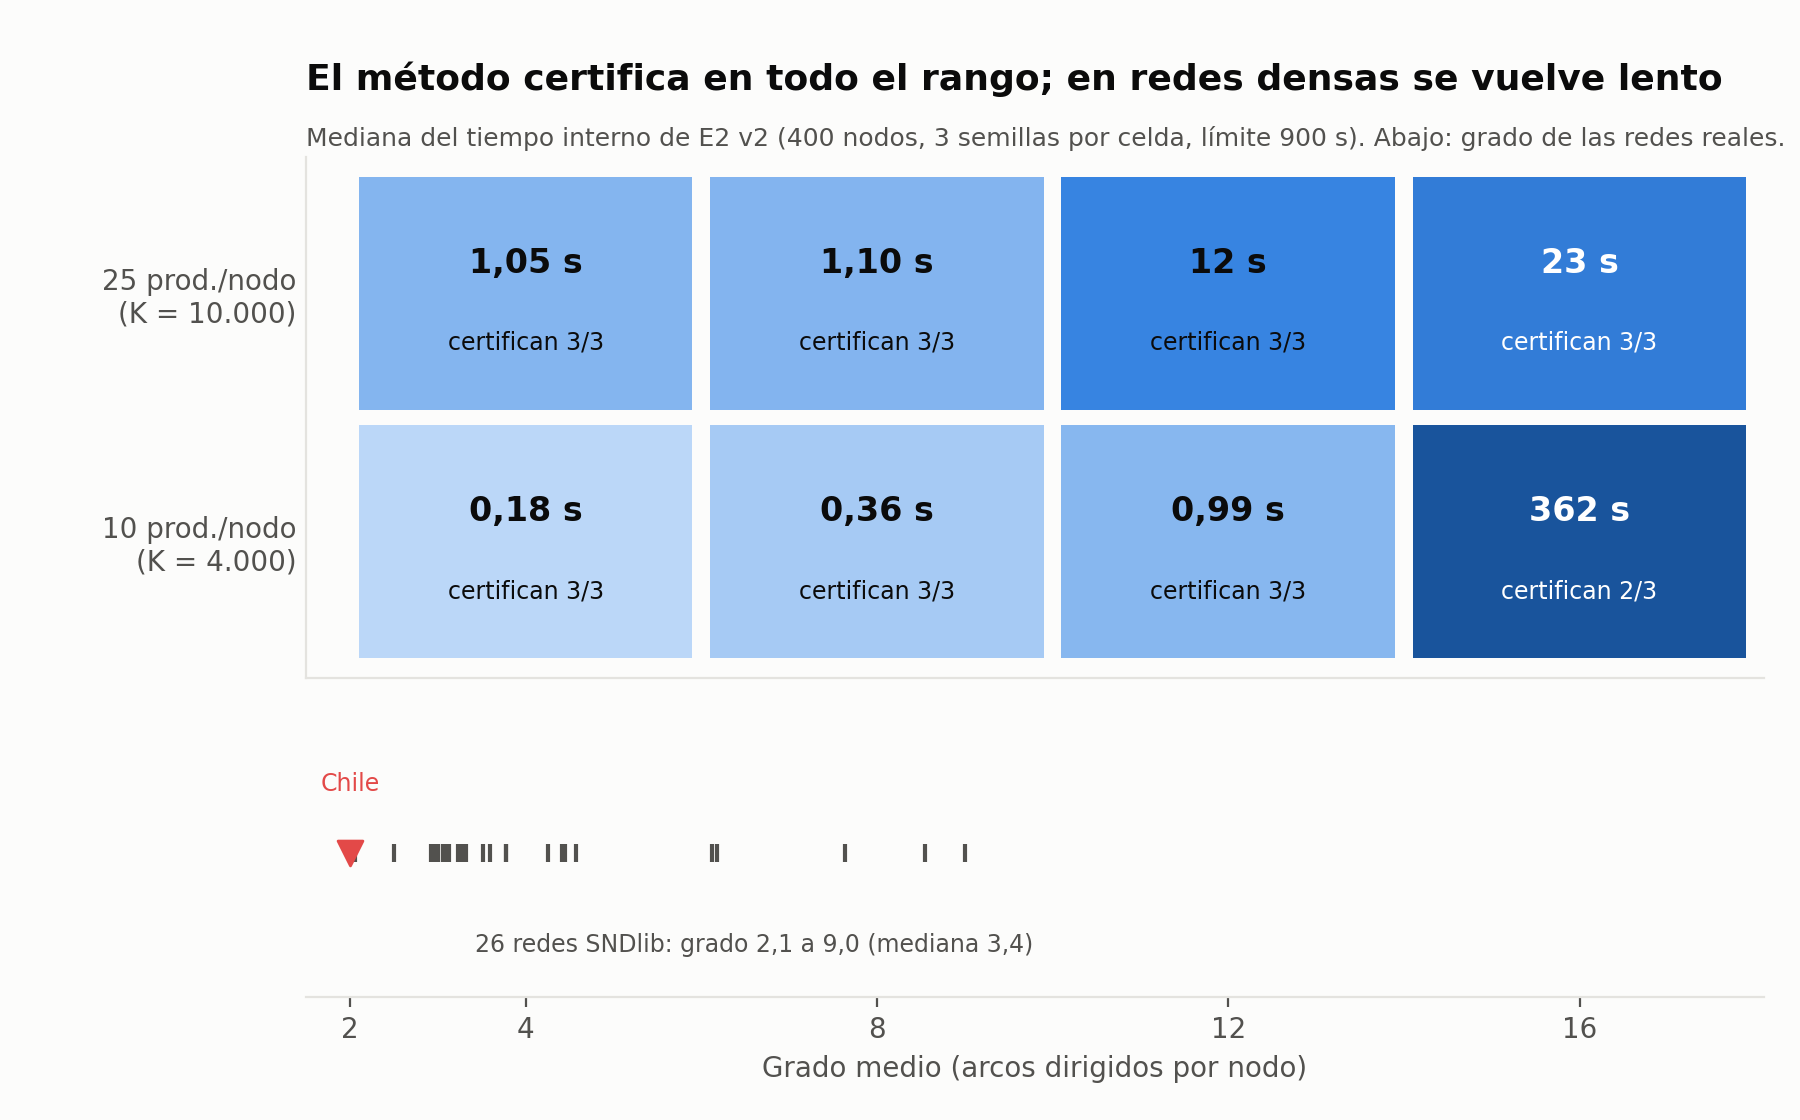 El método certifica en todo el rango; en redes densas se vuelve lento
Mediana del tiempo interno de E2 v2 (400 nodos, 3 semillas por celda, límite 900 s). Abajo: grado de las redes reales.
25 prod./nodo
(K = 10.000)
1,05 s
1,10 s
12 s
23 s
certifican 3/3
certifican 3/3
certifican 3/3
certifican 3/3
10 prod./nodo
(K = 4.000)
0,18 s
0,36 s
0,99 s
362 s
certifican 3/3
certifican 3/3
certifican 3/3
certifican 2/3
Chile
26 redes SNDlib: grado 2,1 a 9,0 (mediana 3,4)
2
4
8
12
16
Grado medio (arcos dirigidos por nodo)